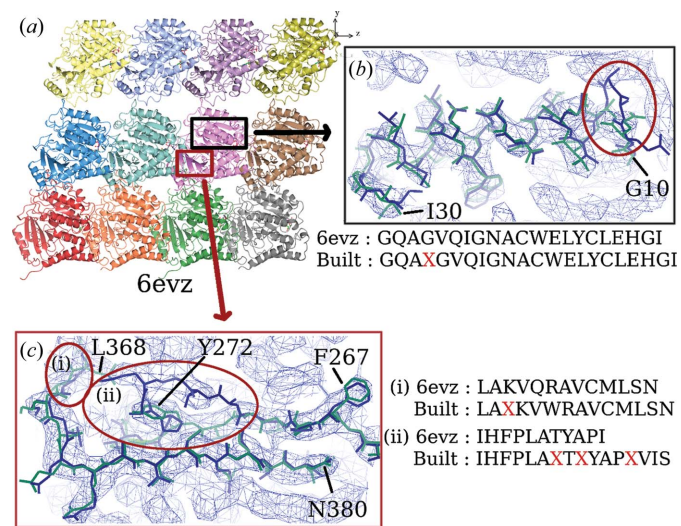 (a)
y
z
x
(b)
G10
I30
6evz : GQAGVQIGNACWELYCLEHGI
Built : GQAXGVQIGNACWELYCLEHGI
6evz
(c)
(i)
L368
Y272
F267
(ii)
N380
(i) 6evz : LAKVQRAVCMLSN
Built : LAXKVWRAVCMLSN
(ii) 6evz : IHFPLATYAPI
Built : IHFPLAXTXYAPXVIS